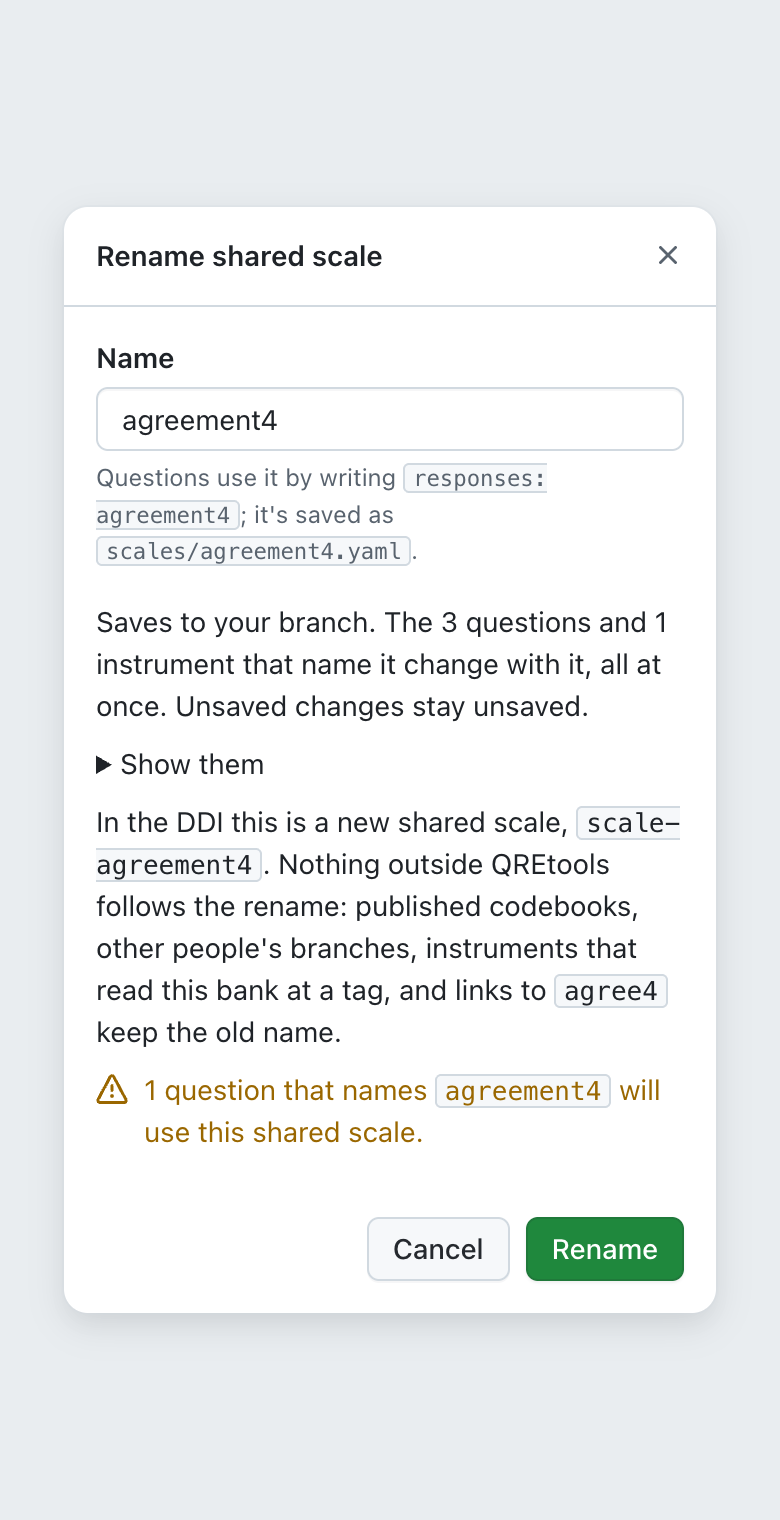 Rename shared scale
Name
agreement4
Questions use it by writing responses:
agreement4; it's saved as
scales/agreement4.yaml.
Saves to your branch. The 3 questions and 1
instrument that name it change with it, all at
once. Unsaved changes stay unsaved.
Show them
In the DDI this is a new shared scale, scale-
agreement4. Nothing outside QREtools
follows the rename: published codebooks,
other people's branches, instruments that
read this bank at a tag, and links to agree4
keep the old name.
1 question that names agreement4 will
use this shared scale.
Cancel Rename